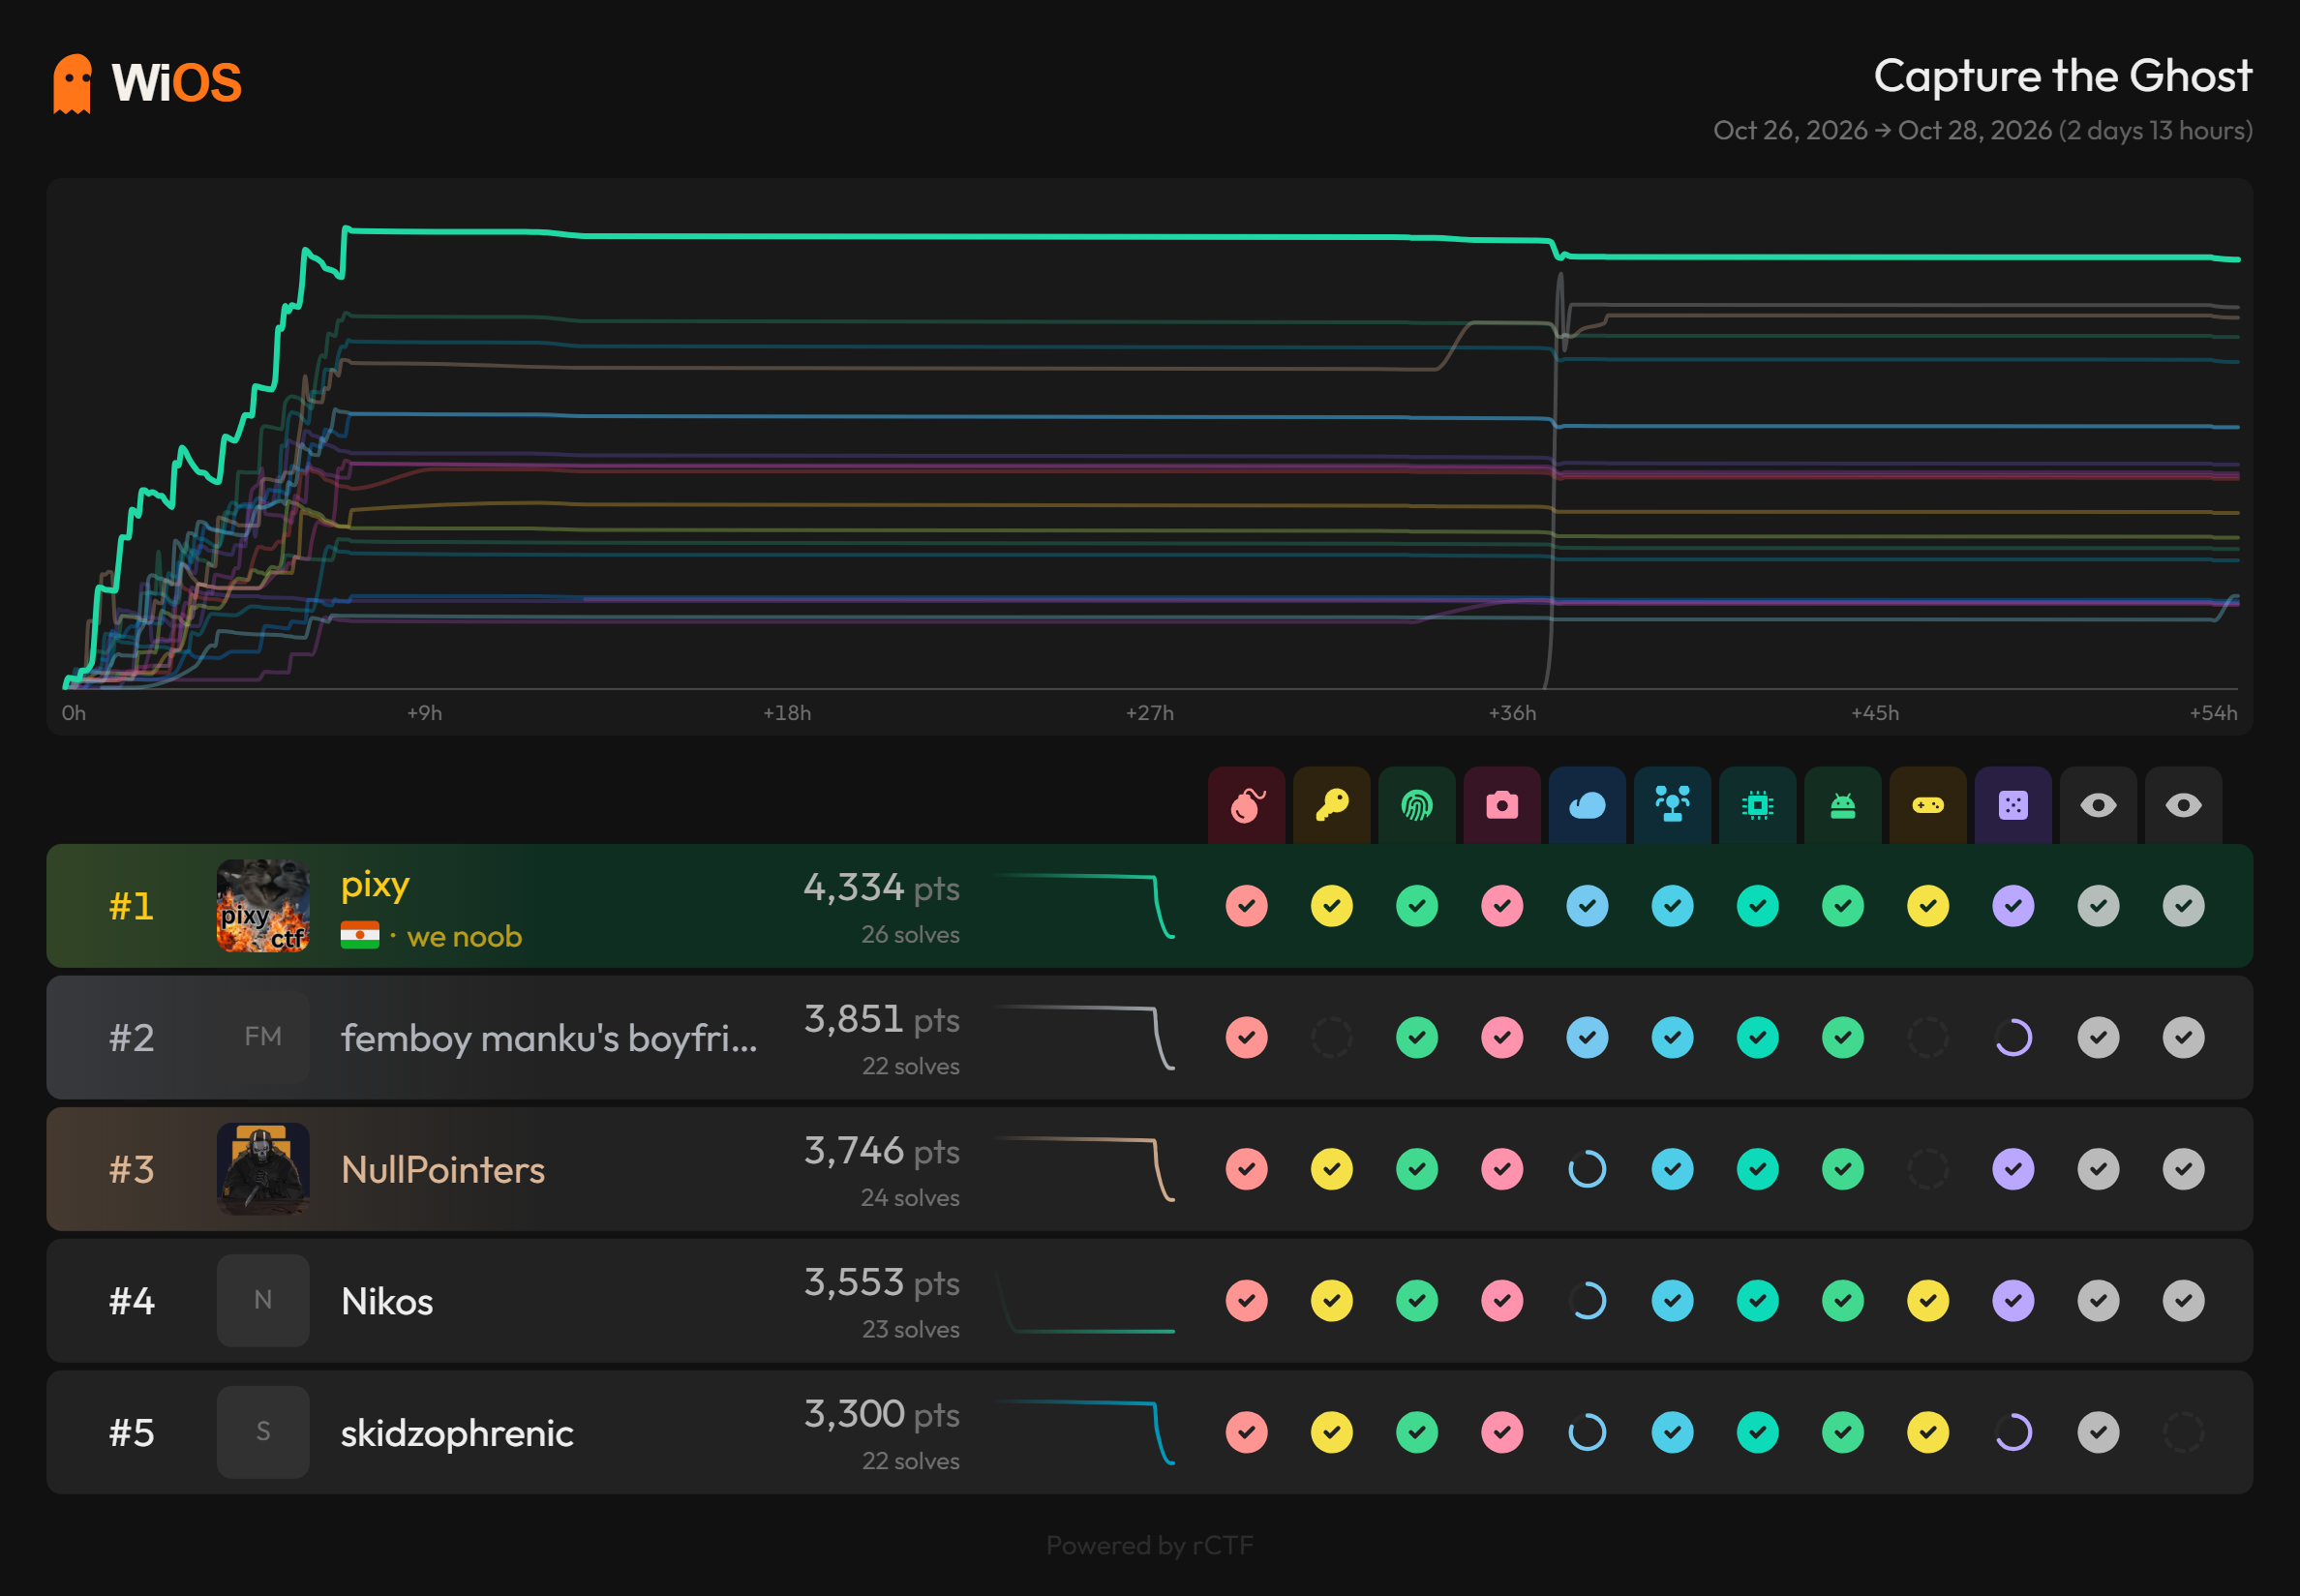 WiOS
Capture the Ghost
Oct 26, 2026 → Oct 28, 2026 (2 days 13 hours)
0h +9h +18h +27h +36h +45h +54h
#1 pixy ctf pixy 4,334 pts
· we noob 26 solves
#2 FM femboy manku's boyfri... 3,851 pts
22 solves
#3 NullPointers 3,746 pts
24 solves
#4 N Nikos 3,553 pts
23 solves
#5 S skidzophrenic 3,300 pts
22 solves
Powered by rCTF